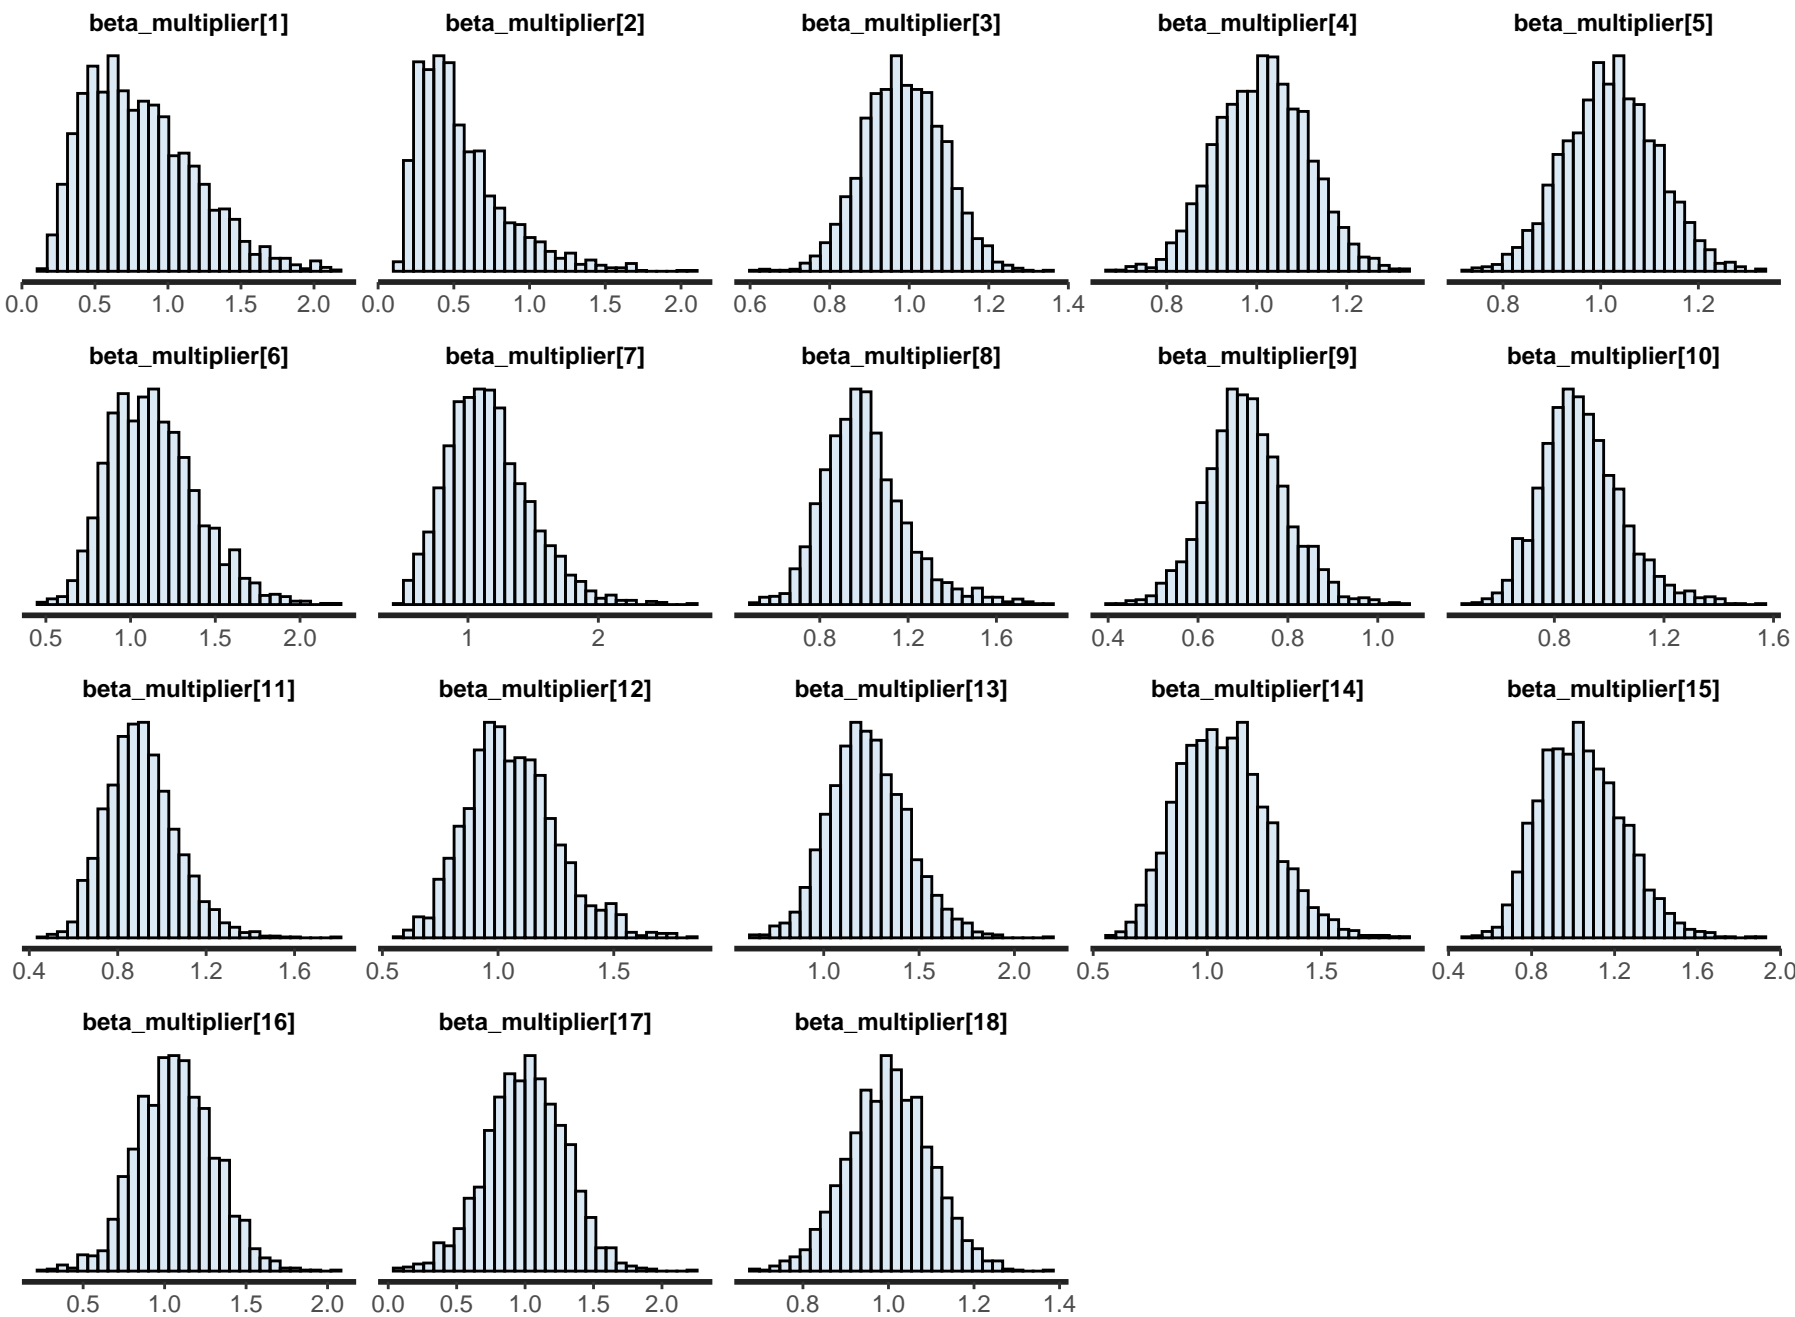 beta_multiplier[1] beta_multiplier[2] beta_multiplier[3] beta_multiplier[4] beta_multiplier[5]
0.0 0.5 1.0 1.5 2.0 0.0 0.5 1.0 1.5 2.0 0.6 0.8 1.0 1.2 1.4 0.8 1.0 1.2 0.8 1.0 1.2
beta_multiplier[6] beta_multiplier[7] beta_multiplier[8] beta_multiplier[9] beta_multiplier[10]
0.5 1.0 1.5 2.0 1 2 0.8 1.2 1.6 0.4 0.6 0.8 1.0 0.8 1.2 1.6
beta_multiplier[11] beta_multiplier[12] beta_multiplier[13] beta_multiplier[14] beta_multiplier[15]
0.4 0.8 1.2 1.6 0.5 1.0 1.5 1.0 1.5 2.0 0.5 1.0 1.5 0.4 0.8 1.2 1.6 2.0
beta_multiplier[16] beta_multiplier[17] beta_multiplier[18]
0.5 1.0 1.5 2.0 0.0 0.5 1.0 1.5 2.0 0.8 1.0 1.2 1.4